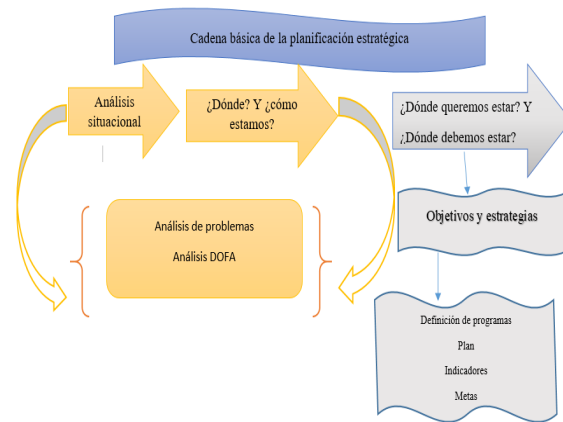 Cadena básica de la planificación estratégica
Análisis
situacional
¿Dónde? Y ¿cómo
estamos?
¿Dónde queremos estar? Y
¿Dónde debemos estar?
Análisis de problemas
Análisis DOFA
Objetivos y estrategias
Definición de programas
Plan
Indicadores
Metas